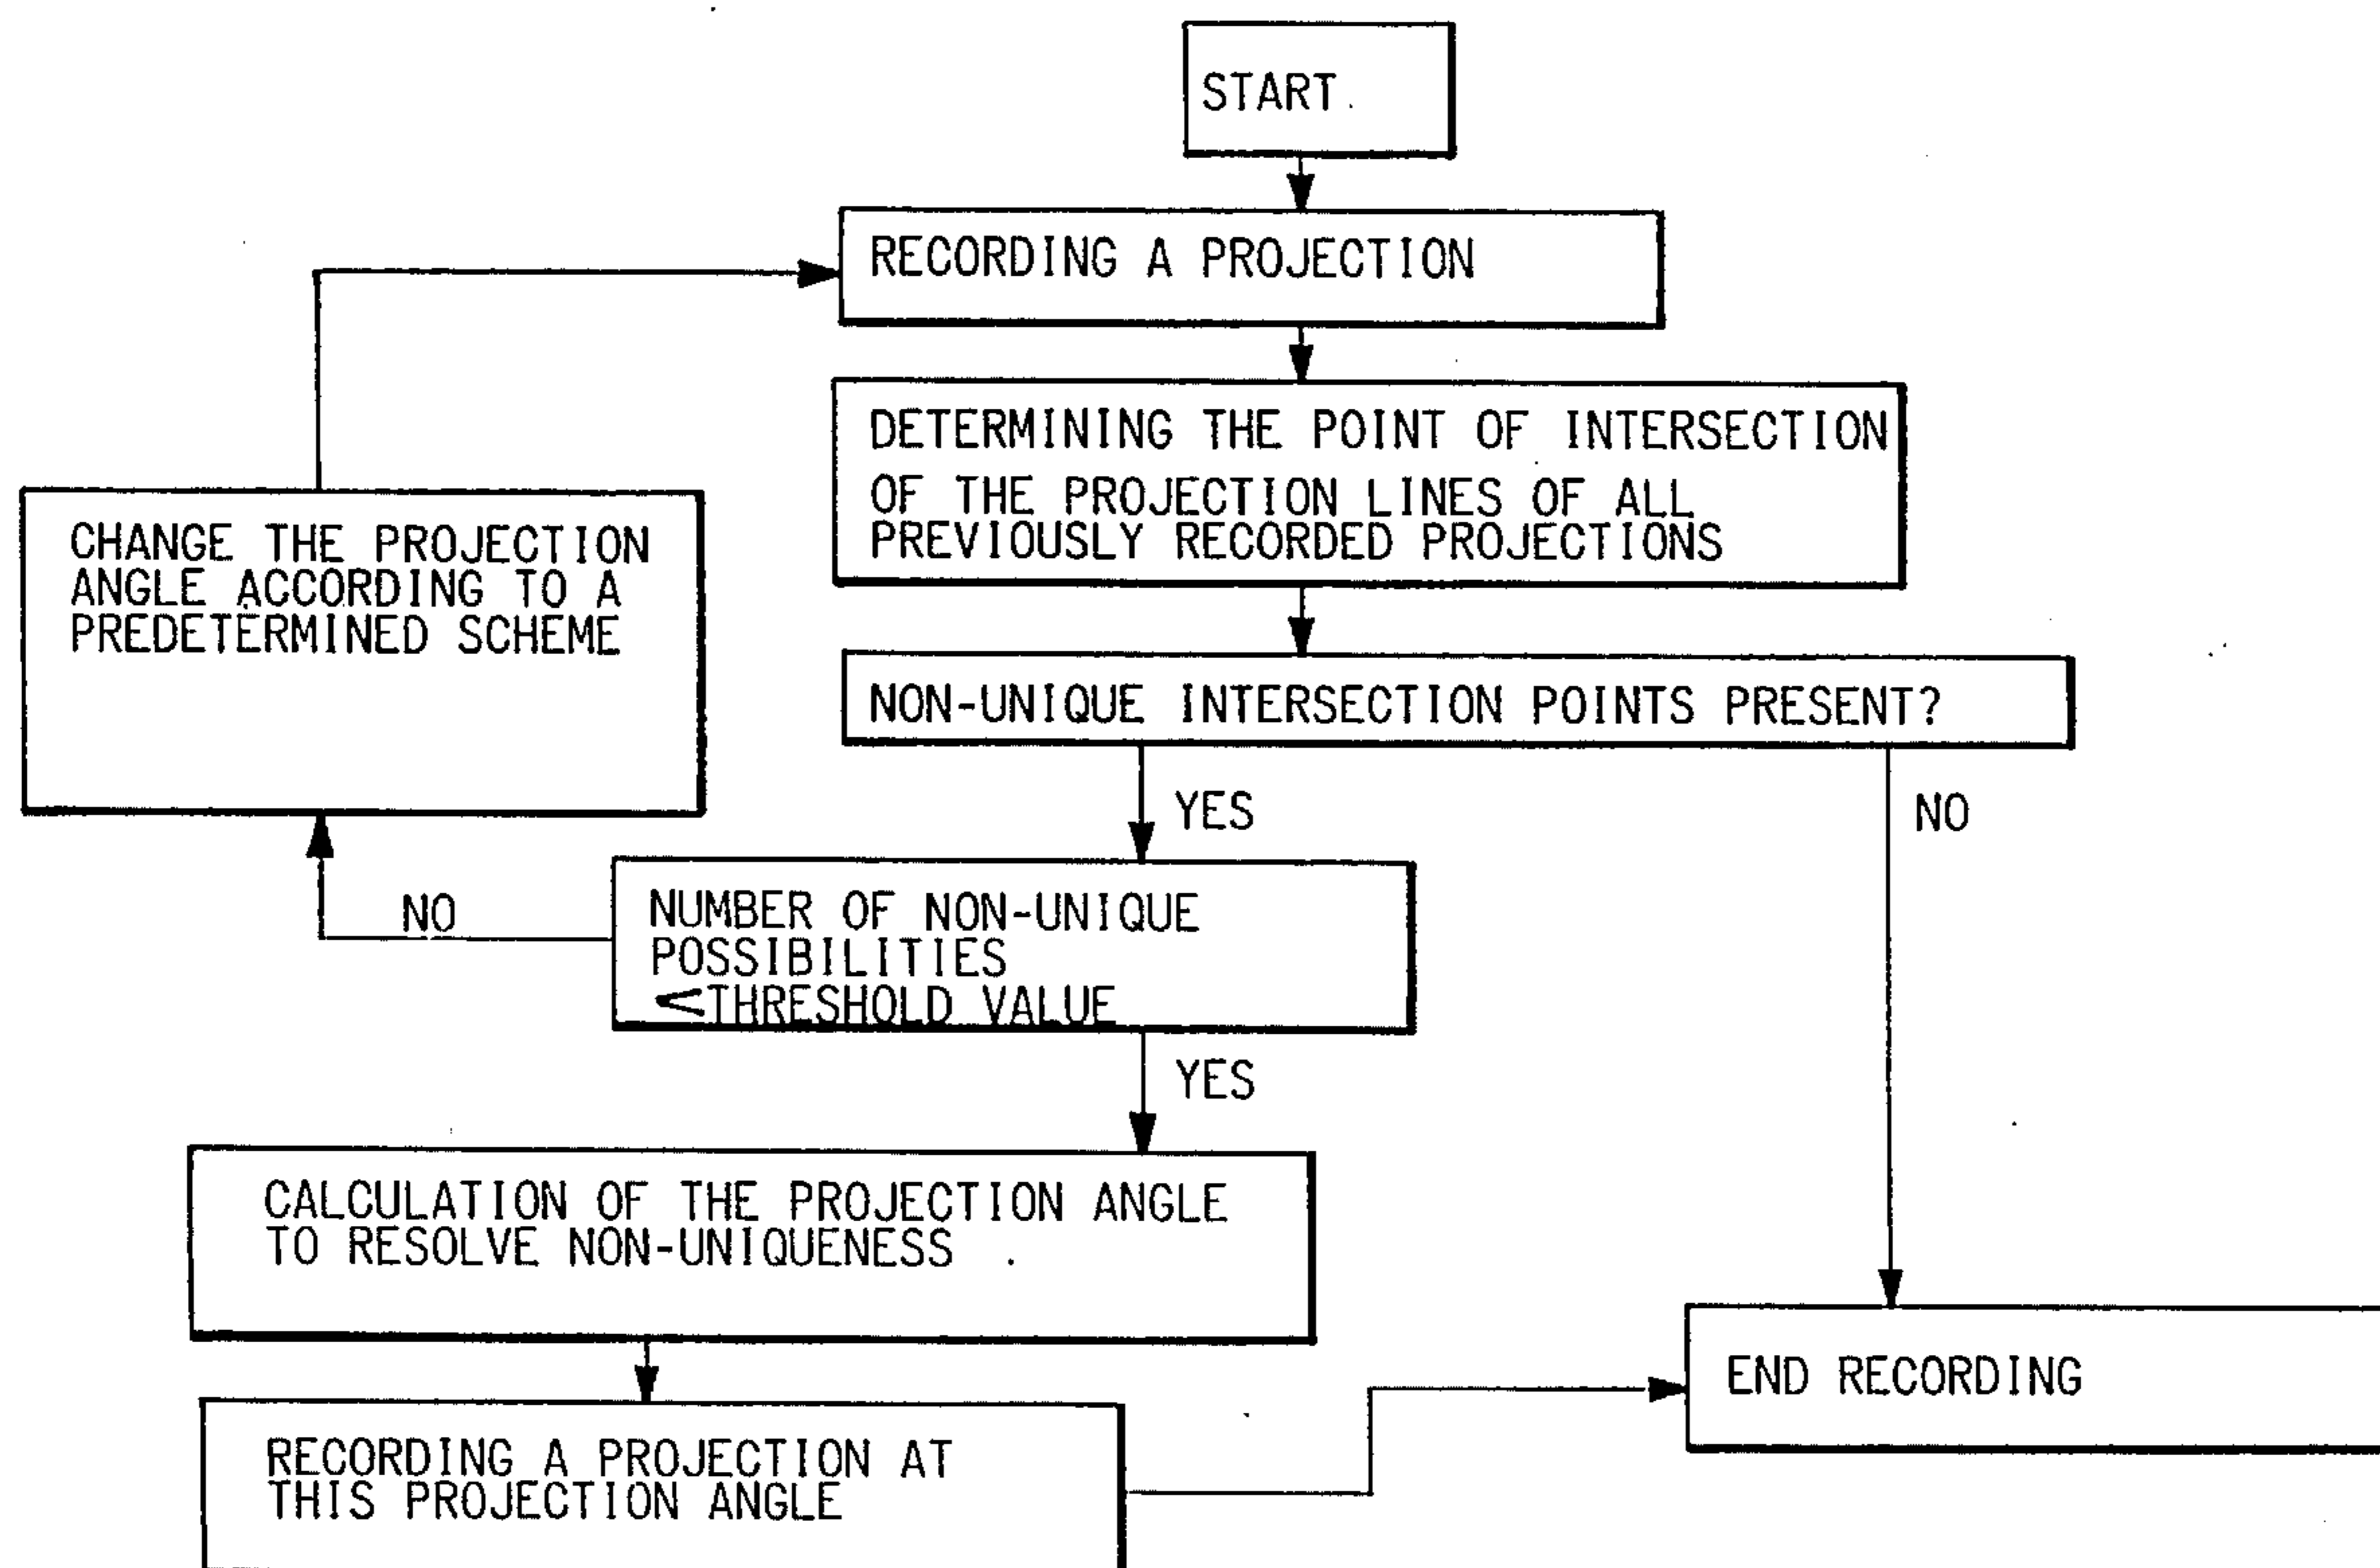 START
RECORDING A PROJECTION
DETERMINING THE POINT OF INTERSECTION
OF THE PROJECTION LINES OF ALL
PREVIOUSLY RECORDED PROJECTIONS
CHANGE THE PROJECTION
ANGLE ACCORDING TO A
PREDETERMINED SCHEME
NON-UNIQUE INTERSECTION POINTS PRESENT?
YES
NO
NO
NUMBER OF NON-UNIQUE
POSSIBILITIES
<THRESHOLD VALUE
YES
CALCULATION OF THE PROJECTION ANGLE
TO RESOLVE NON-UNIQUENESS
END RECORDING
RECORDING A PROJECTION AT
THIS PROJECTION ANGLE